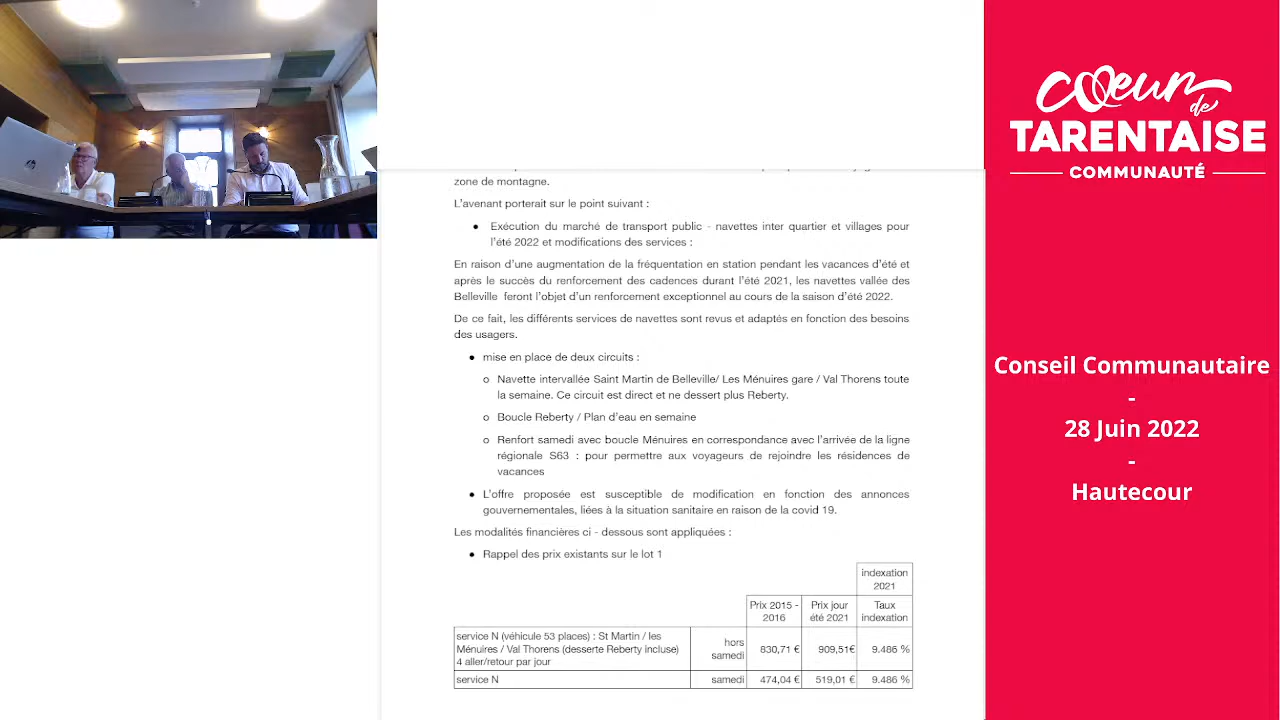 zone de montagne.
L'avenant porterait sur le point suivant :
● Exécution du marché de transport public - navettes inter quartier et villages pour
l'été 2022 et modifications des services :
En raison d'une augmentation de la fréquentation en station pendant les vacances d'été et
après le succès du renforcement des cadences durant l'été 2021, les navettes vallée des
Belleville feront l'objet d'un renforcement exceptionnel au cours de la saison d'été 2022.
De ce fait, les différents services de navettes sont revus et adaptés en fonction des besoins
des usagers.
● mise en place de deux circuits :
o Navette intervallée Saint Martin de Belleville/ Les Ménuires gare / Val Thorens toute
la semaine. Ce circuit est direct et ne dessert plus Reberty.
o Boucle Reberty / Plan d'eau en semaine
o Renfort samedi avec boucle Ménuires en correspondance avec l'arrivée de la ligne
régionale S63 : pour permettre aux voyageurs de rejoindre les résidences de
vacances
● L'offre proposée est susceptible de modification en fonction des annonces
gouvernementales, liées à la situation sanitaire en raison de la covid 19.
Les modalités financières ci - dessous sont appliquées :
● Rappel des prix existants sur le lot 1
indexation
2021
Prix 2015 -
2016
Prix jour
été 2021
Taux
indexation
service N (véhicule 53 places) : St Martin / les
Ménuires / Val Thorens (desserte Reberty incluse)
4 aller/retour par jour
hors
samedi
830,71 €
909,51€
9.486 %
service N
samedi
474,04 €
519,01 €
9.486 %
Cœur
de
TARENTAISE
COMMUNAUTÉ
Conseil Communautaire
-
28 Juin 2022
-
Hautecour